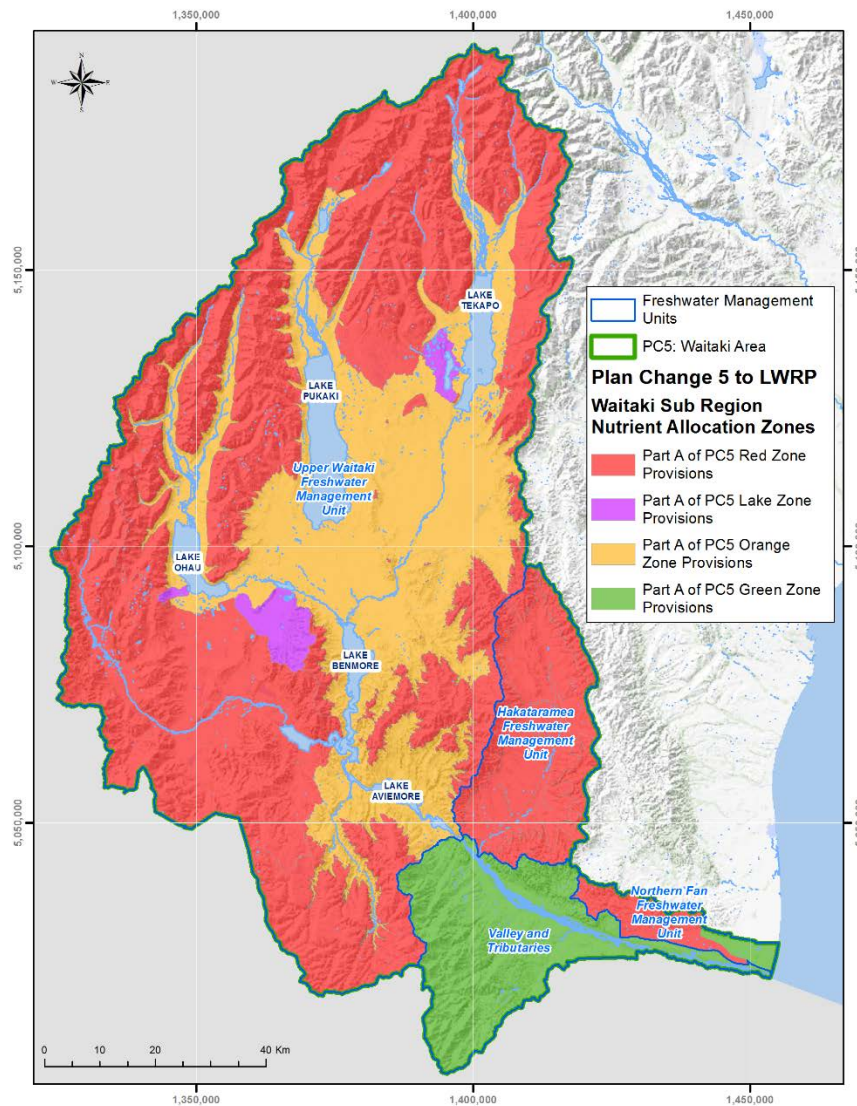 1,350,000
1,400,000
1,450,000
N
W
E
S
5,150,000
LAKE
TEKAPO
Freshwater Management
Units
PC5: Waitaki Area
Plan Change 5 to LWRP
Waitaki Sub Region
Nutrient Allocation Zones
Part A of PC5 Red Zone
Provisions
Part A of PC5 Lake Zone
Provisions
Part A of PC5 Orange
Zone Provisions
Part A of PC5 Green Zone
Provisions
LAKE
PUKAKI
Upper Waitaki
Freshwater
Management
Unit
5,100,000
LAKE
OHAU
LAKE
BENMORE
Hakataramea
Freshwater
Management
Unit
LAKE
AVIEMORE
5,050,000
Northern Fan
Freshwater
Management
Unit
Valley and
Tributaries
0 10 20 40 Km
1,350,000
1,400,000
1,450,000